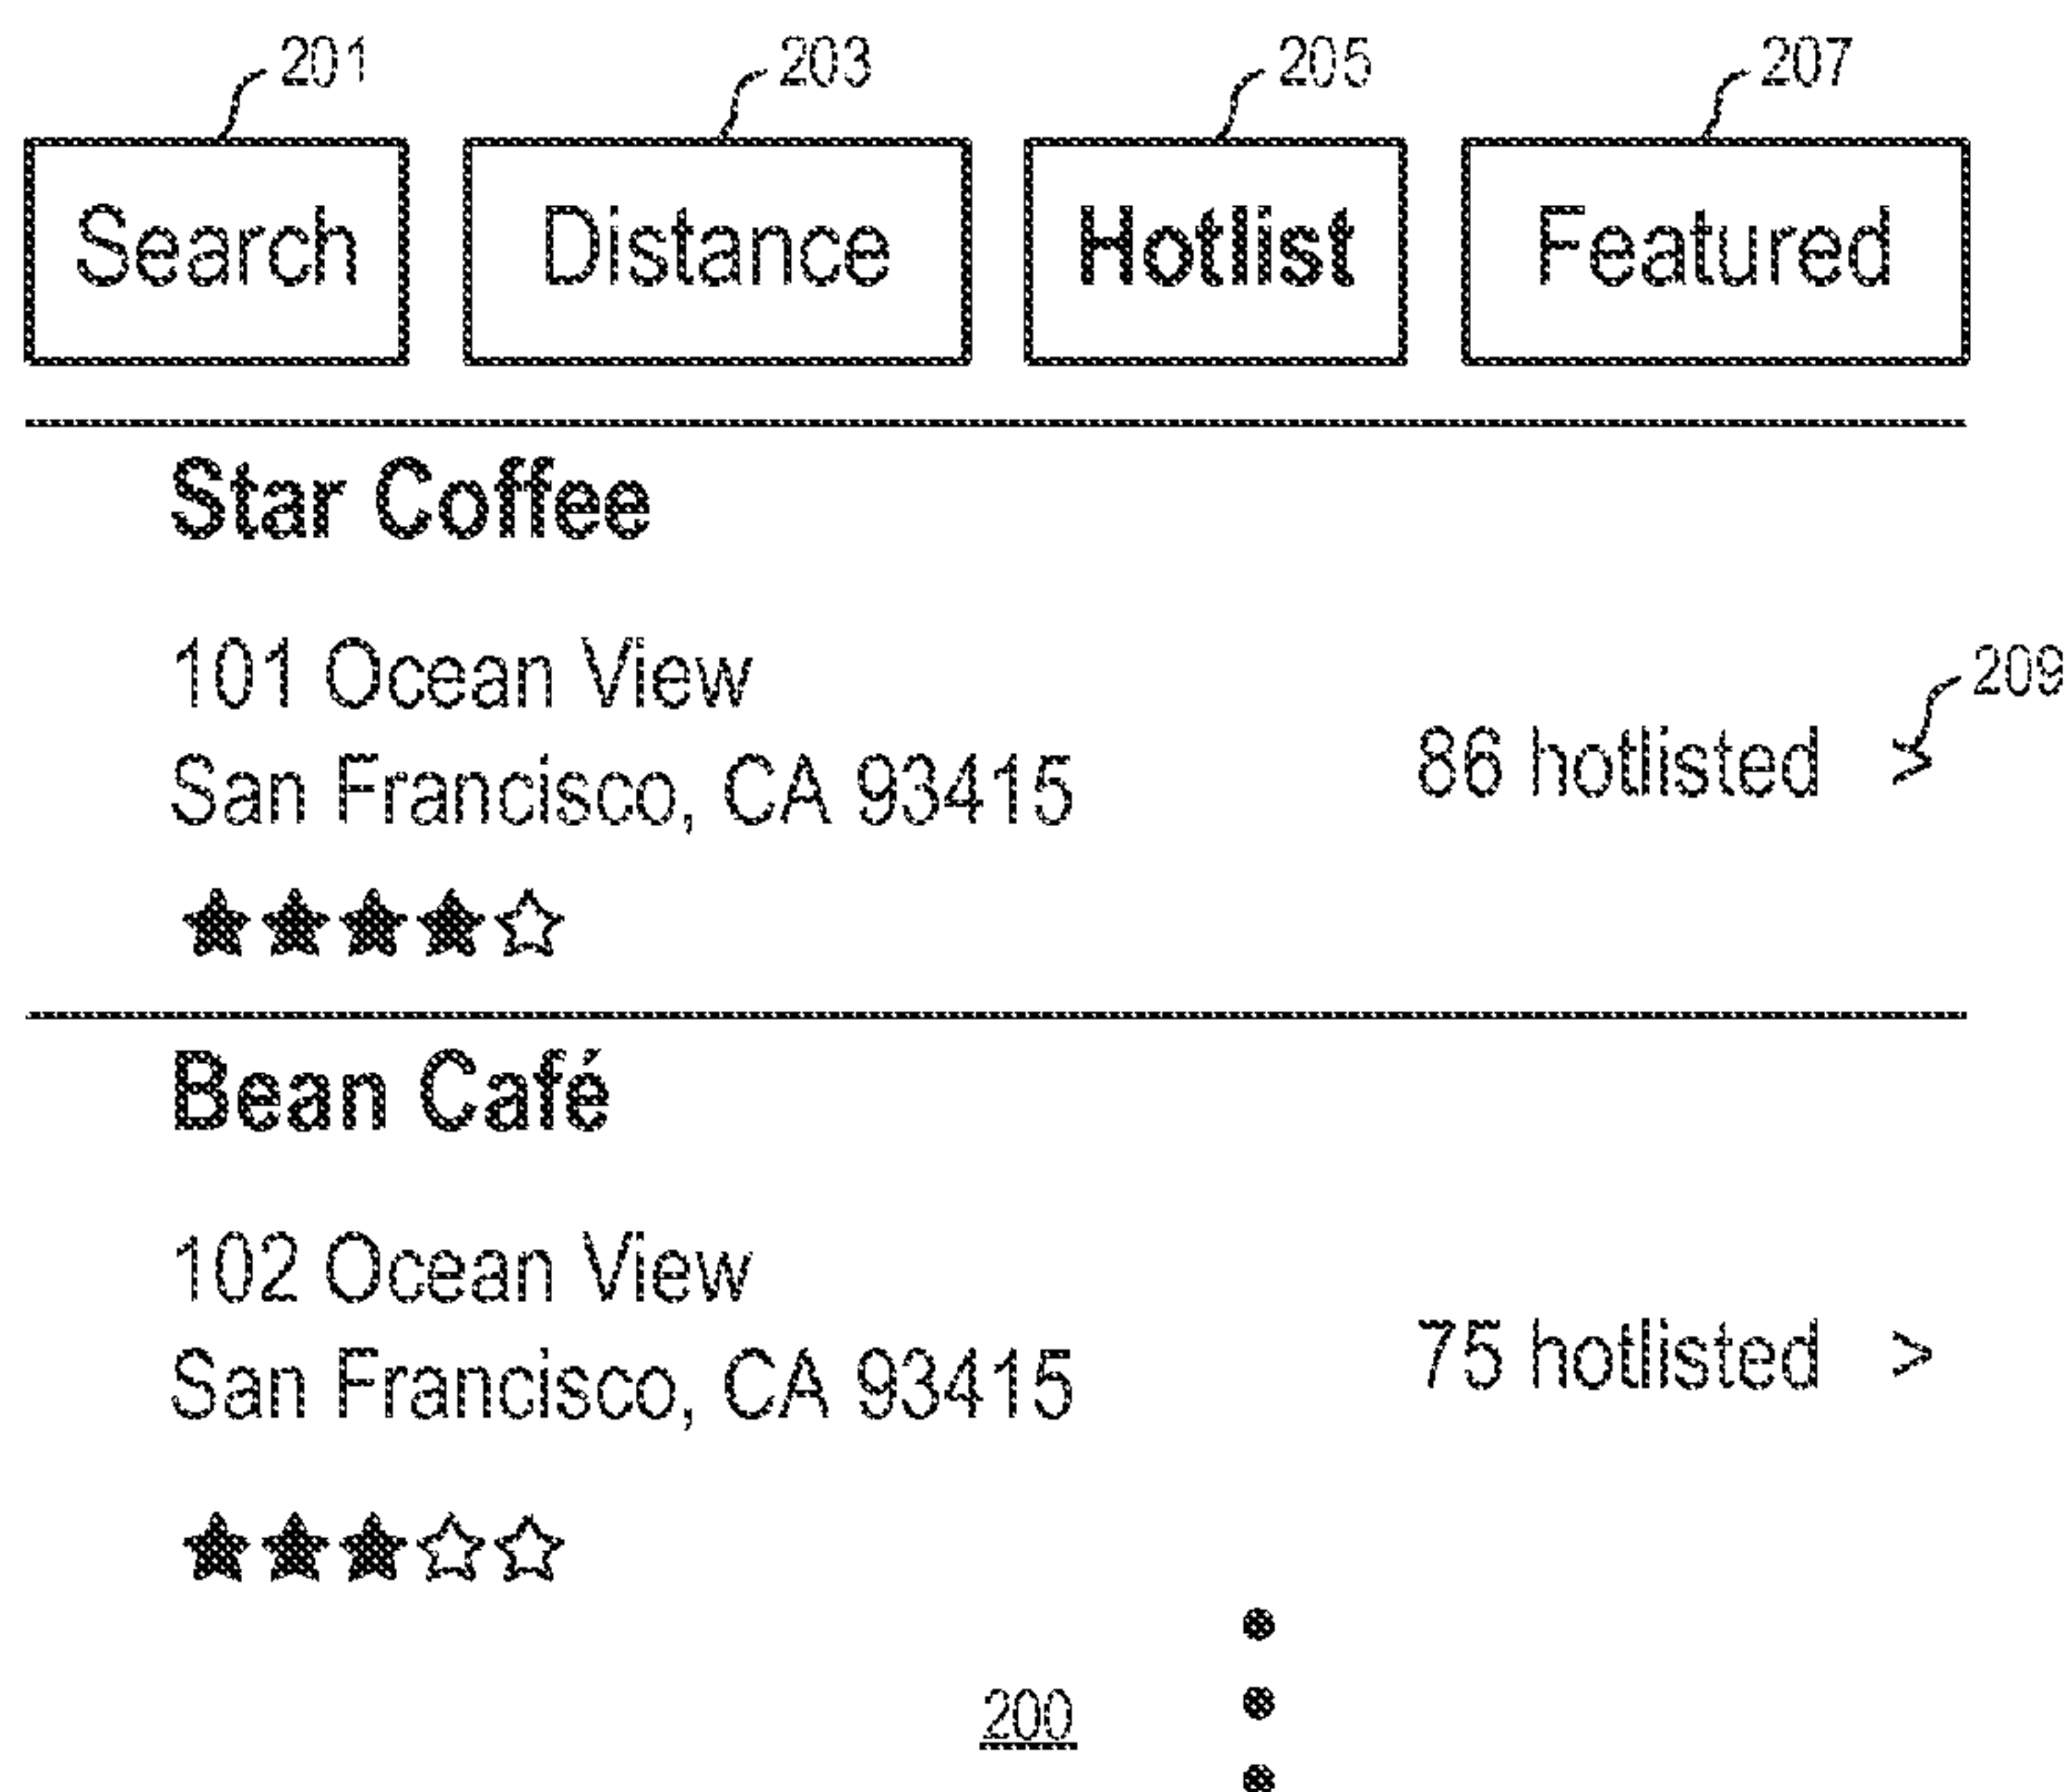 201 203 205 207
Search Distance Hotlist Featured
Star Coffee
101 Ocean View
209
San Francisco, CA 93415
86 hotlisted >
★★★★☆
Bean Café
102 Ocean View
San Francisco, CA 93415
75 hotlisted >
★★★☆☆
200